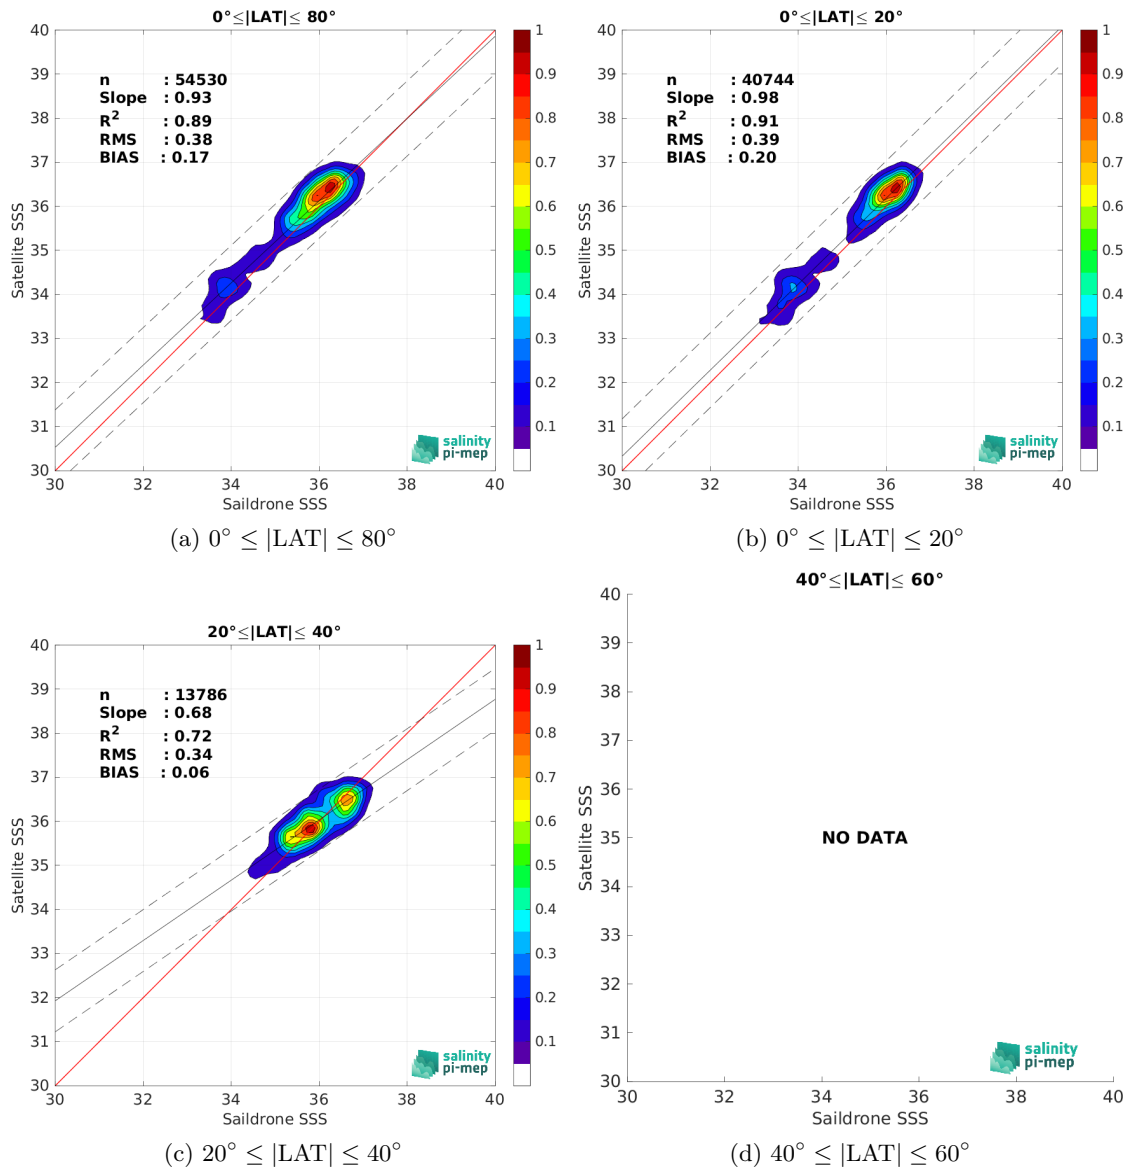 0°≤|LAT|≤ 80°
40
39
38
37
36
35
34
33
32
31
30
Satellite SSS
n : 54530
Slope : 0.93
R² : 0.89
RMS : 0.38
BIAS : 0.17
salinity
pi-mep
30 32 34 36 38 40
Saildrone SSS
1
0.9
0.8
0.7
0.6
0.5
0.4
0.3
0.2
0.1
(a) 0° ≤ |LAT| ≤ 80°
0°≤|LAT|≤ 20°
40
39
38
37
36
35
34
33
32
31
30
Satellite SSS
n : 40744
Slope : 0.98
R² : 0.91
RMS : 0.39
BIAS : 0.20
salinity
pi-mep
30 32 34 36 38 40
Saildrone SSS
1
0.9
0.8
0.7
0.6
0.5
0.4
0.3
0.2
0.1
(b) 0° ≤ |LAT| ≤ 20°
20°≤|LAT|≤ 40°
40
39
38
37
36
35
34
33
32
31
30
Satellite SSS
n : 13786
Slope : 0.68
R² : 0.72
RMS : 0.34
BIAS : 0.06
salinity
pi-mep
30 32 34 36 38 40
Saildrone SSS
1
0.9
0.8
0.7
0.6
0.5
0.4
0.3
0.2
0.1
(c) 20° ≤ |LAT| ≤ 40°
40°≤|LAT|≤ 60°
40
39
38
37
36
35
34
33
32
31
30
Satellite SSS
NO DATA
salinity
pi-mep
30 32 34 36 38 40
Saildrone SSS
(d) 40° ≤ |LAT| ≤ 60°